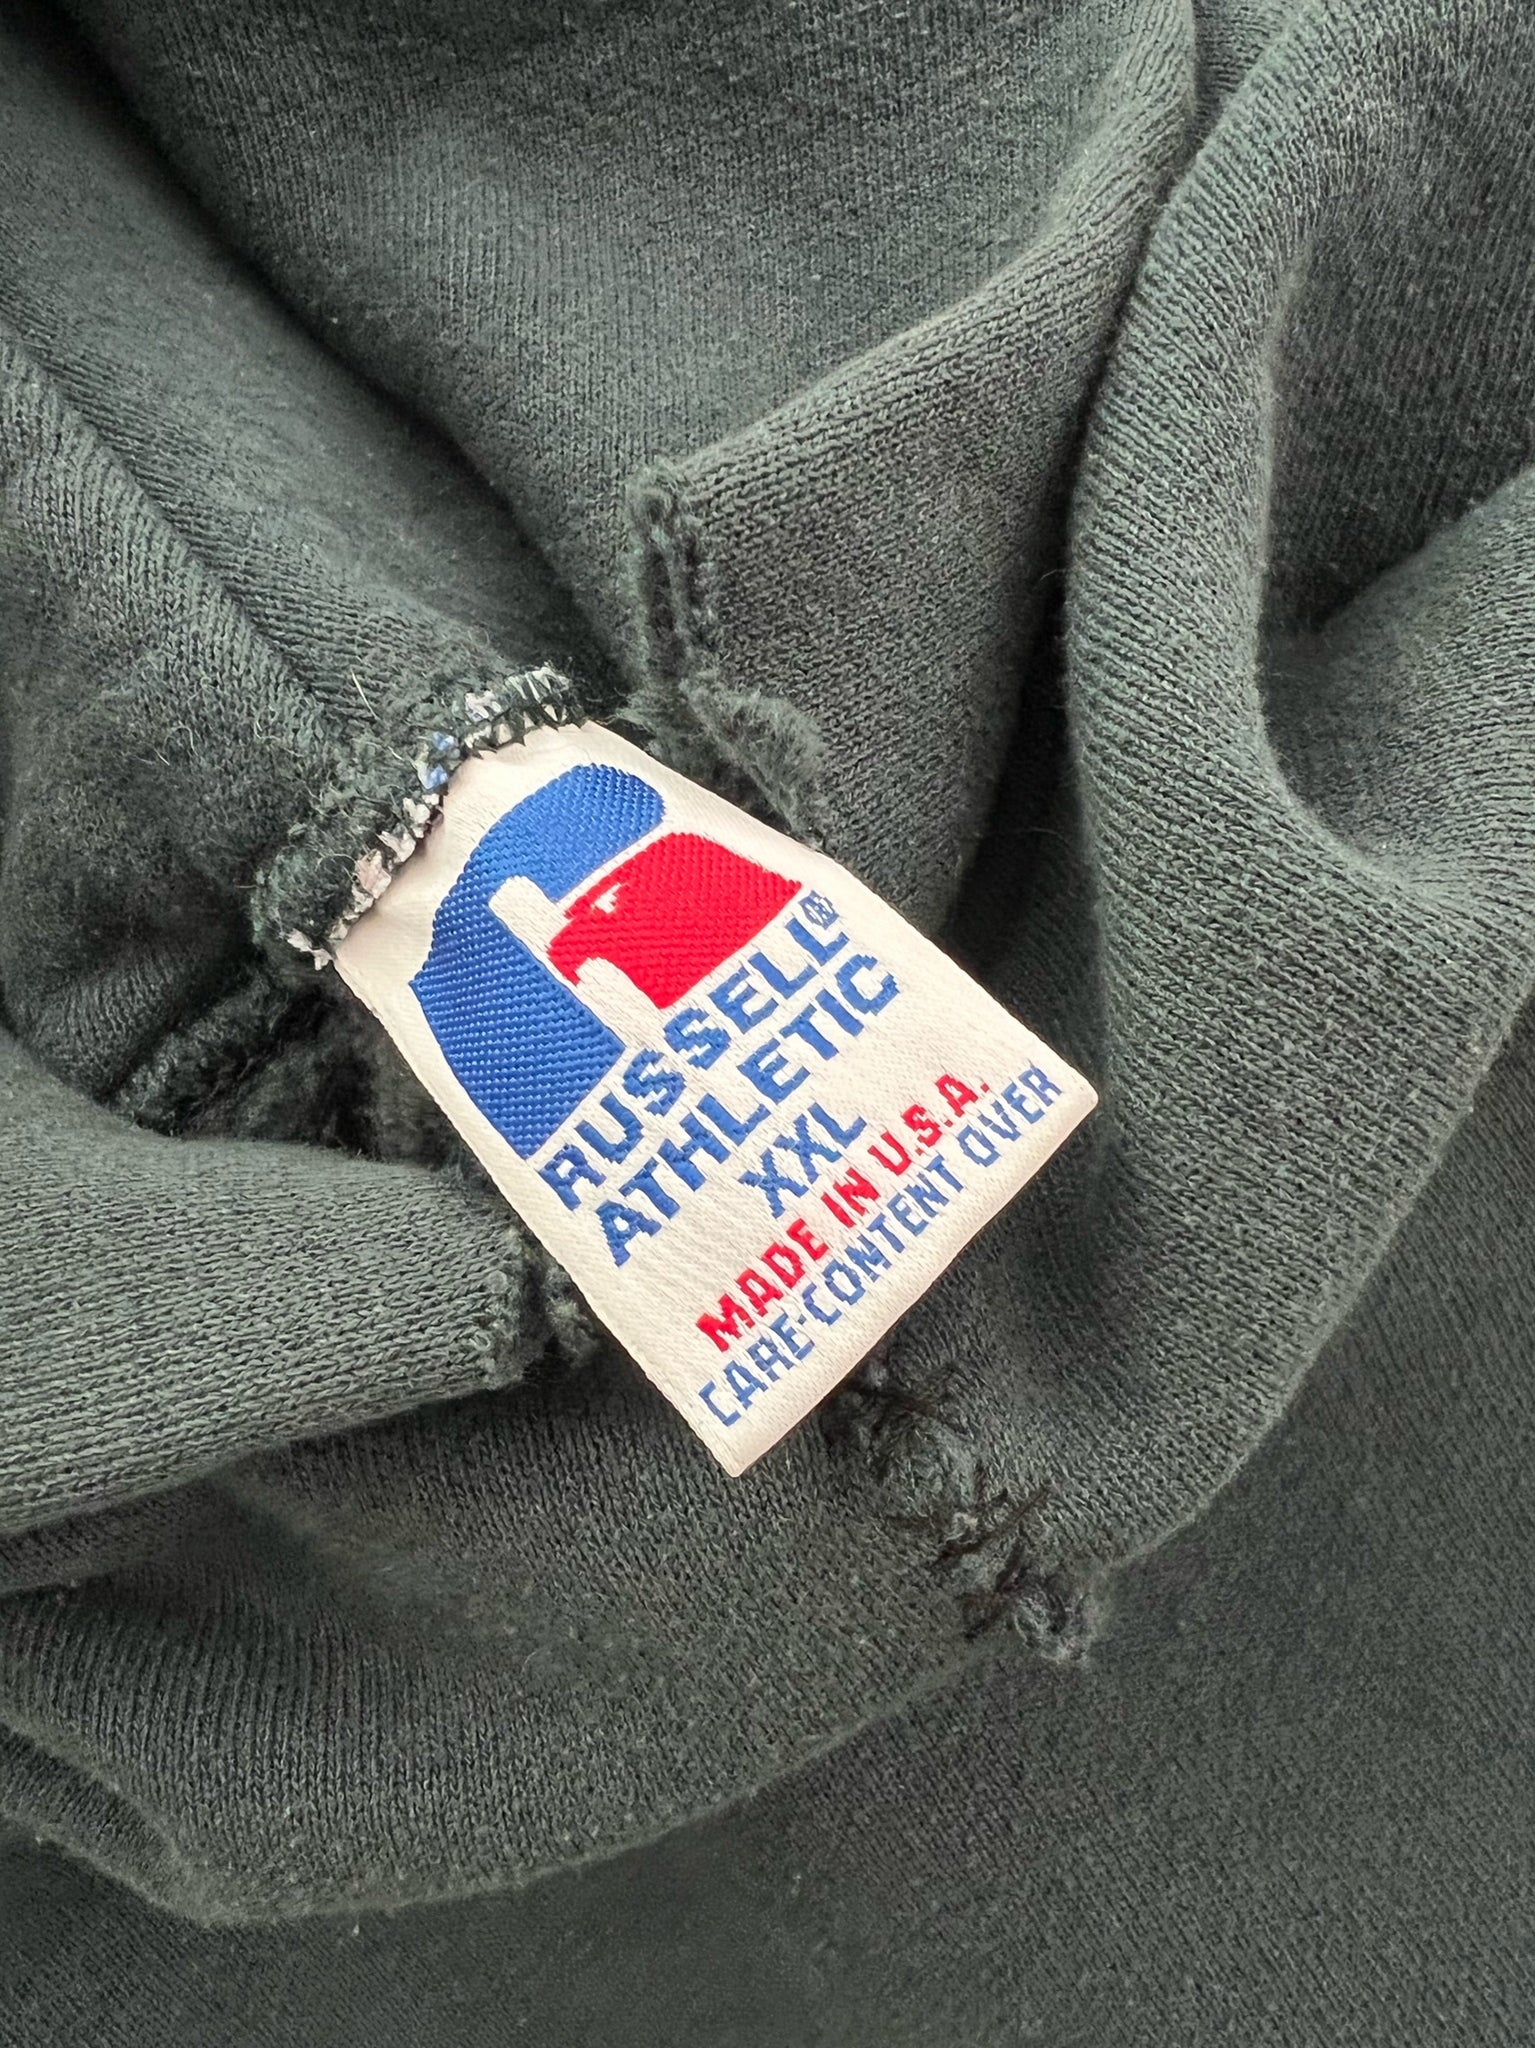 RUSSELL®
ATHLETIC
XXL
MADE IN U.S.A.
CARE·CONTENT OVER